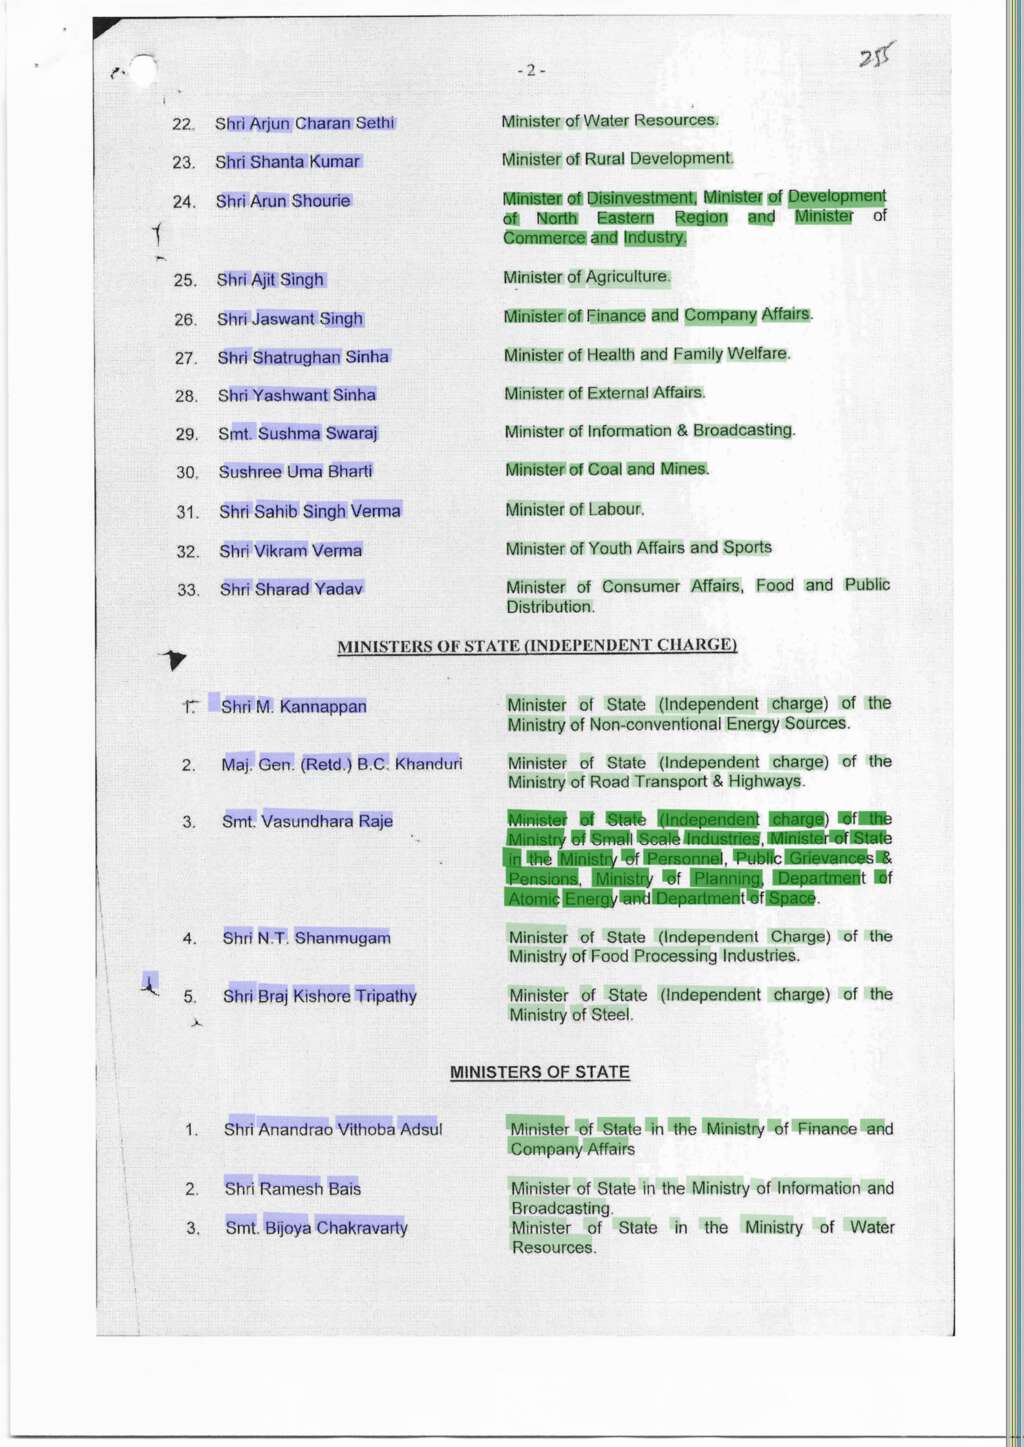 -2-
255
22. Shri Arjun Charan Sethi Minister of Water Resources.
23. Shri Shanta Kumar Minister of Rural Development.
24. Shri Arun Shourie Minister of Disinvestment, Minister of Development
of North Eastern Region and Minister of
Commerce and Industry.
25. Shri Ajit Singh Minister of Agriculture.
26. Shri Jaswant Singh Minister of Finance and Company Affairs.
27. Shri Shatrughan Sinha Minister of Health and Family Welfare.
28. Shri Yashwant Sinha Minister of External Affairs.
29. Smt. Sushma Swaraj Minister of Information & Broadcasting.
30. Sushree Uma Bharti Minister of Coal and Mines.
31. Shri Sahib Singh Verma Minister of Labour.
32. Shri Vikram Verma Minister of Youth Affairs and Sports
33. Shri Sharad Yadav Minister of Consumer Affairs, Food and Public
Distribution.
MINISTERS OF STATE (INDEPENDENT CHARGE)
1. Shri M. Kannappan Minister of State (Independent charge) of the
Ministry of Non-conventional Energy Sources.
2. Maj. Gen. (Retd.) B.C. Khanduri Minister of State (Independent charge) of the
Ministry of Road Transport & Highways.
3. Smt. Vasundhara Raje Minister of State (Independent charge) of the
Ministry of Small Scale Industries, Minister of State
in the Ministry of Personnel, Public Grievances &
Pensions, Ministry of Planning, Department of
Atomic Energy and Department of Space.
4. Shri N.T. Shanmugam Minister of State (Independent Charge) of the
Ministry of Food Processing Industries.
5. Shri Braj Kishore Tripathy Minister of State (Independent charge) of the
Ministry of Steel.
MINISTERS OF STATE
1. Shri Anandrao Vithoba Adsul Minister of State in the Ministry of Finance and
Company Affairs
2. Shri Ramesh Bais Minister of State in the Ministry of Information and
Broadcasting.
3. Smt. Bijoya Chakravarty Minister of State in the Ministry of Water
Resources.